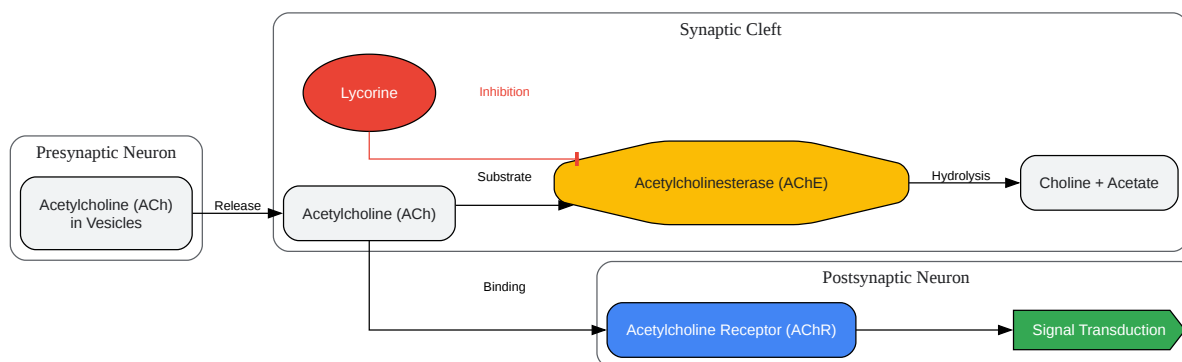 Synaptic Cleft
Lycorine
Inhibition
Presynaptic Neuron
Acetylcholine (ACh)
in Vesicles
Release
Acetylcholine (ACh)
Substrate
Acetylcholinesterase (AChE)
Hydrolysis
Choline + Acetate
Binding
Postsynaptic Neuron
Acetylcholine Receptor (AChR)
Signal Transduction